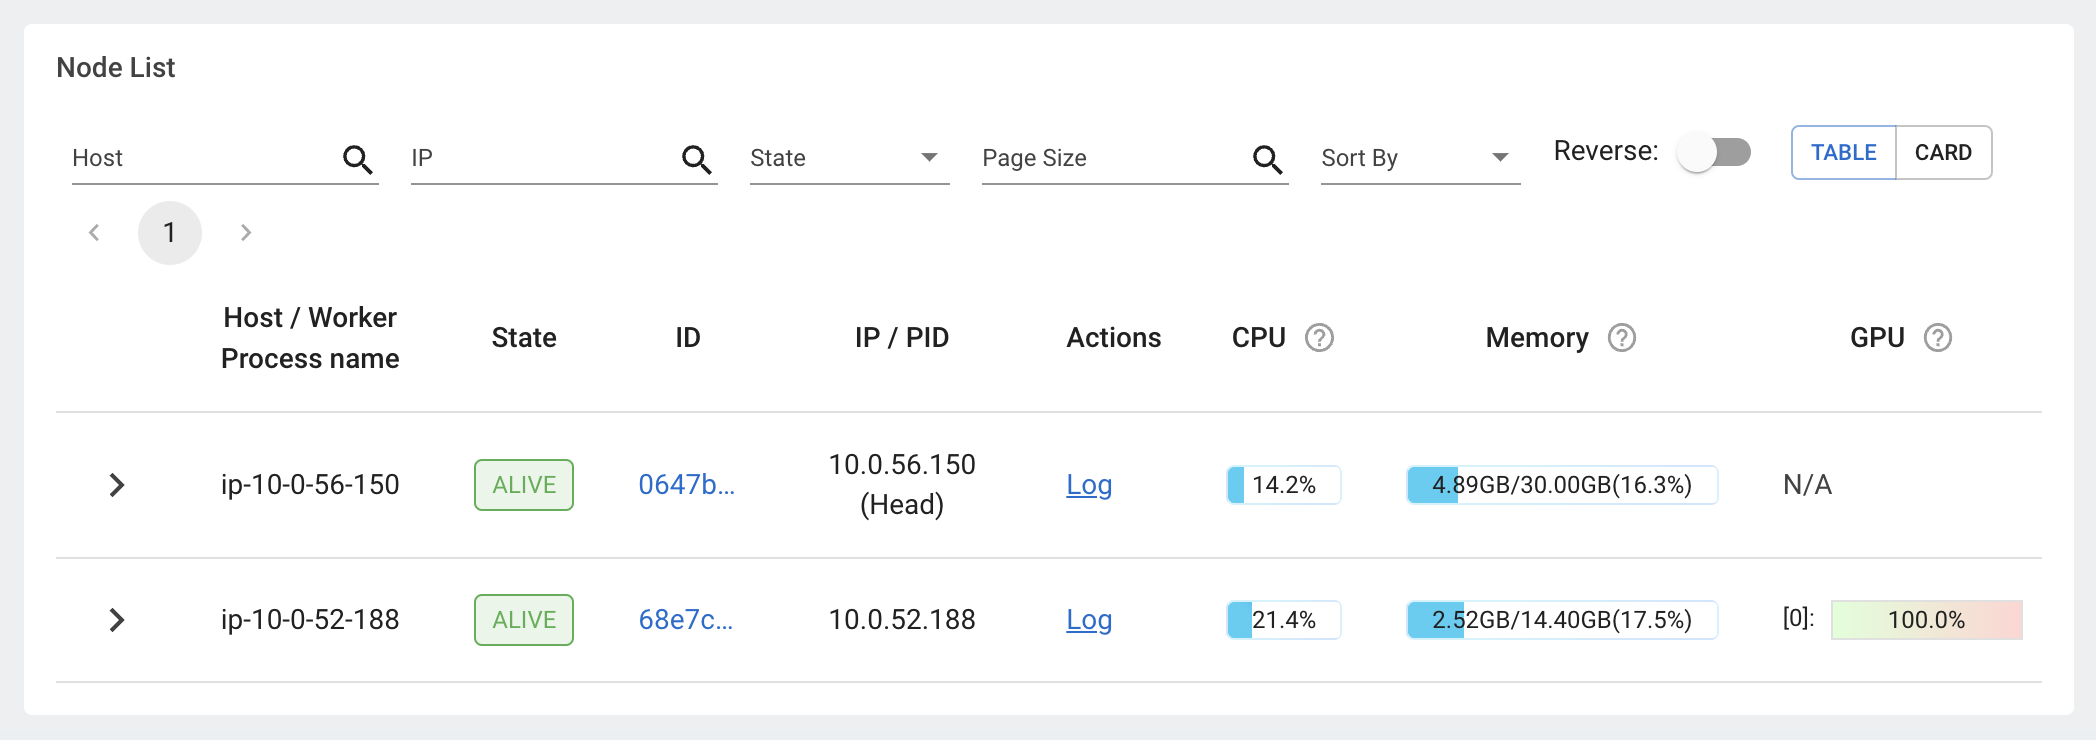 Node List
Host
IP
State
Page Size
Sort By
Reverse:
TABLE
CARD
1
Host / Worker
Process name
State
ID
IP / PID
Actions
CPU ?
Memory ?
GPU ?
ip-10-0-56-150
ALIVE
0647b...
10.0.56.150
(Head)
Log
14.2%
4.89GB/30.00GB(16.3%)
N/A
ip-10-0-52-188
ALIVE
68e7c...
10.0.52.188
Log
21.4%
2.52GB/14.40GB(17.5%)
[0]:
100.0%